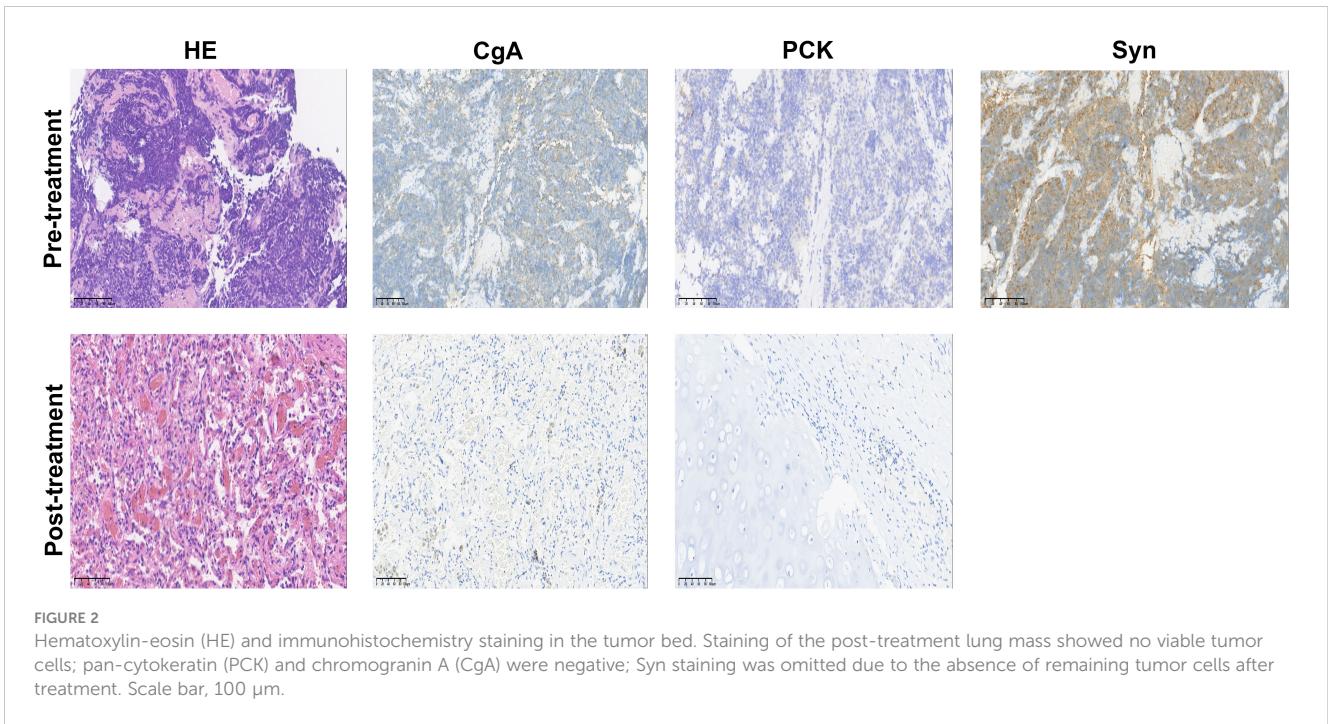 HE CgA PCK Syn
Pre-treatment
Post-treatment
FIGURE 2
Hematoxylin-eosin (HE) and immunohistochemistry staining in the tumor bed. Staining of the post-treatment lung mass showed no viable tumor
cells; pan-cytokeratin (PCK) and chromogranin A (CgA) were negative; Syn staining was omitted due to the absence of remaining tumor cells after
treatment. Scale bar, 100 µm.